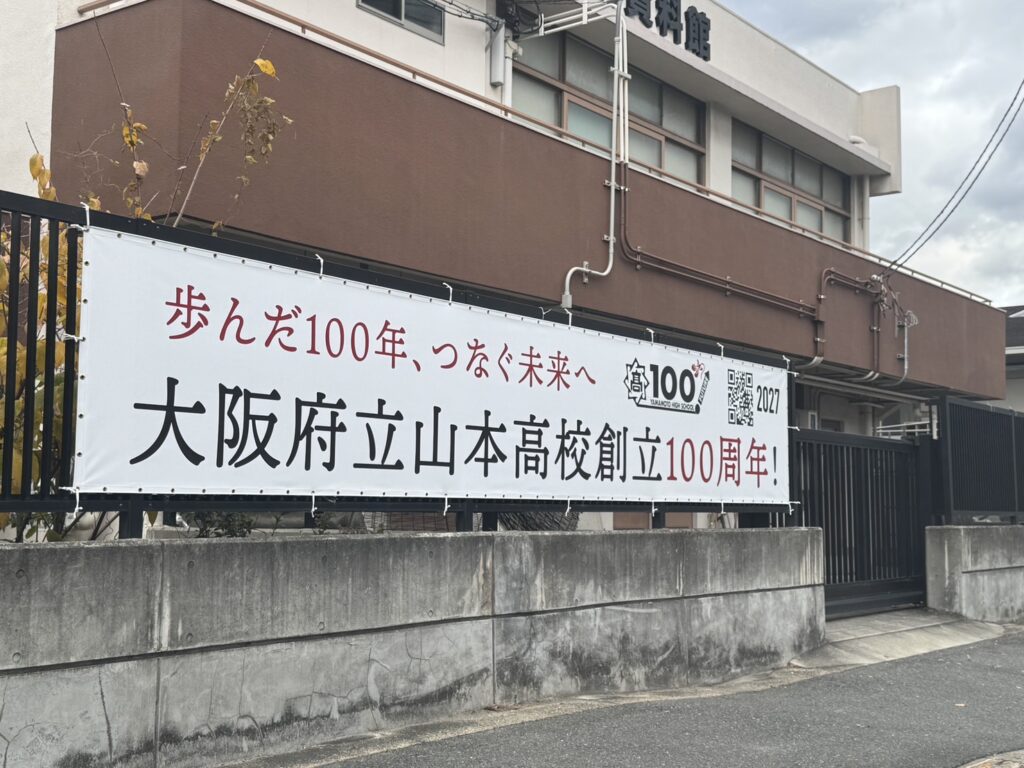 資料館
歩んだ100年、つなぐ未来へ
高 100
YAMAMOTO HIGH SCHOOL
2027
大阪府立山本高校創立100周年!